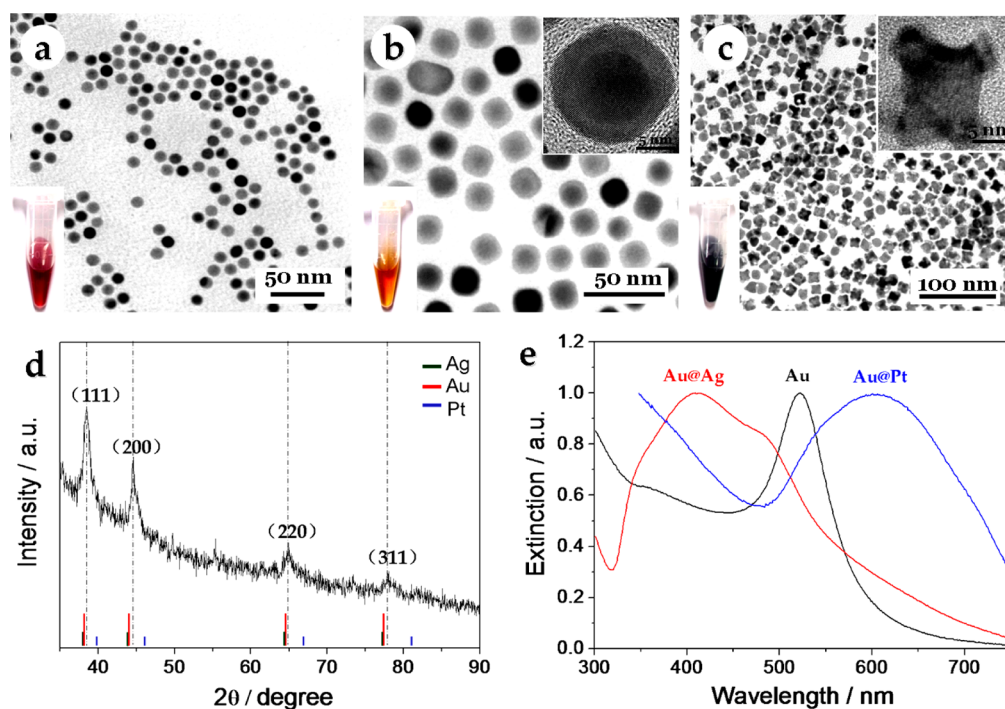 a
50 nm
b
5 nm
50 nm
c
5 nm
100 nm
d
Ag
Au
Pt
(111)
(200)
(220)
(311)
Intensity / a.u.
40 50 60 70 80 90
2θ / degree
e
Au@Ag
Au
Au@Pt
1.2
1.0
0.8
0.6
0.4
0.2
0.0
Extinction / a.u.
300 400 500 600 700
Wavelength / nm